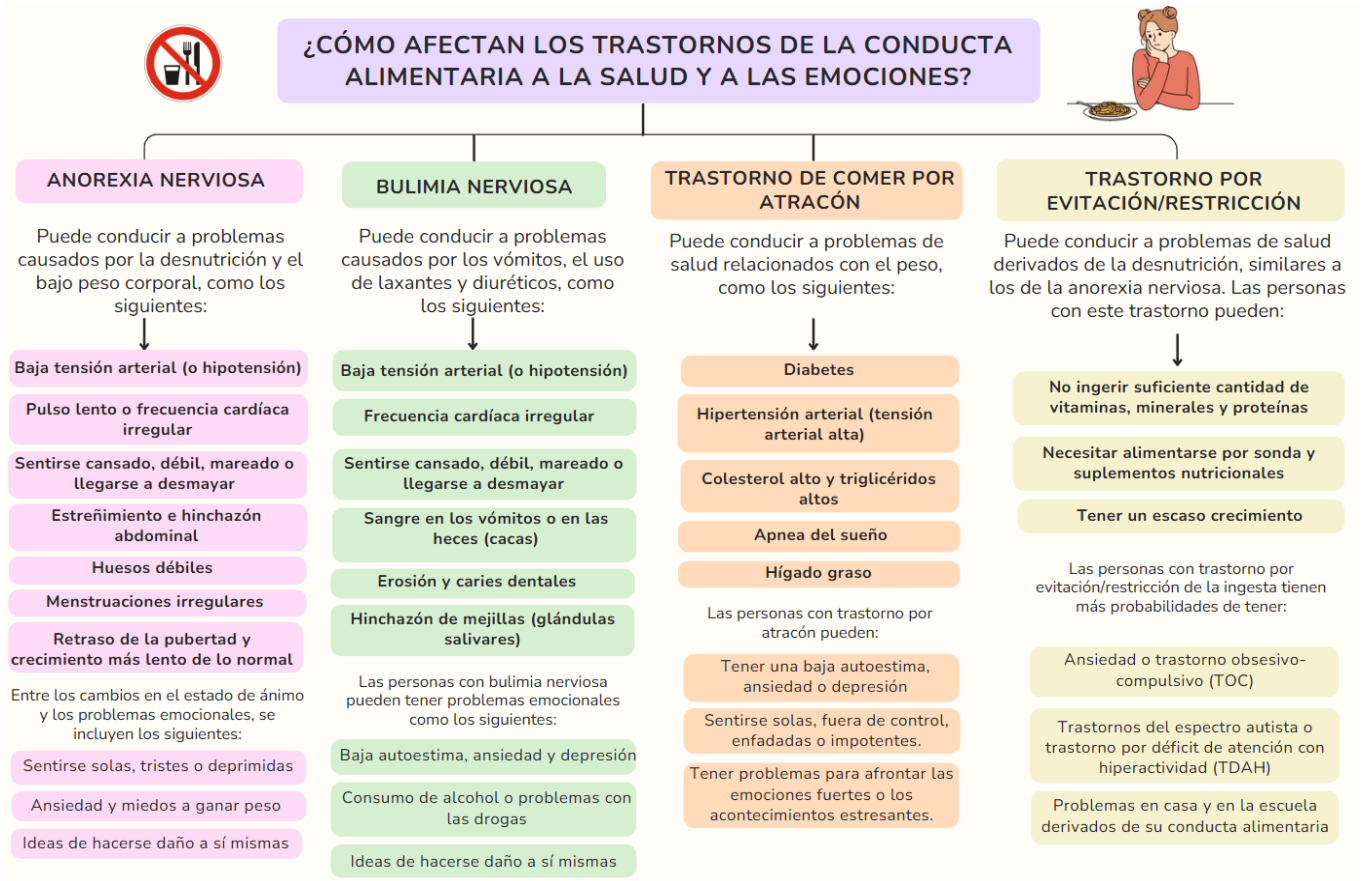 ¿CÓMO AFECTAN LOS TRASTORNOS DE LA CONDUCTA
ALIMENTARIA A LA SALUD Y A LAS EMOCIONES?
ANOREXIA NERVIOSA
Puede conducir a problemas
causados por la desnutrición y el
bajo peso corporal, como los
siguientes:
Baja tensión arterial (o hipotensión)
Pulso lento o frecuencia cardíaca
irregular
Sentirse cansado, débil, mareado o
llegarse a desmayar
Estreñimiento e hinchazón
abdominal
Huesos débiles
Menstruaciones irregulares
Retraso de la pubertad y
crecimiento más lento de lo normal
Entre los cambios en el estado de ánimo
y los problemas emocionales, se
incluyen los siguientes:
Sentirse solas, tristes o deprimidas
Ansiedad y miedos a ganar peso
Ideas de hacerse daño a sí mismas
BULIMIA NERVIOSA
Puede conducir a problemas
causados por los vómitos, el uso
de laxantes y diuréticos, como
los siguientes:
Baja tensión arterial (o hipotensión)
Frecuencia cardíaca irregular
Sentirse cansado, débil, mareado o
llegarse a desmayar
Sangre en los vómitos o en las
heces (cacas)
Erosión y caries dentales
Hinchazón de mejillas (glándulas
salivares)
Las personas con bulimia nerviosa
pueden tener problemas emocionales
como los siguientes:
Baja autoestima, ansiedad y depresión
Consumo de alcohol o problemas con
las drogas
Ideas de hacerse daño a sí mismas
TRASTORNO DE COMER POR
ATRACÓN
Puede conducir a problemas de
salud relacionados con el peso,
como los siguientes:
Diabetes
Hipertensión arterial (tensión
arterial alta)
Colesterol alto y triglicéridos
altos
Apnea del sueño
Hígado graso
Las personas con trastorno por
atracón pueden:
Tener una baja autoestima,
ansiedad o depresión
Sentirse solas, fuera de control,
enfadadas o impotentes.
Tener problemas para afrontar las
emociones fuertes o los
acontecimientos estresantes.
TRASTORNO POR
EVITACIÓN/RESTRICCIÓN
Puede conducir a problemas de salud
derivados de la desnutrición, similares a
los de la anorexia nerviosa. Las personas
con este trastorno pueden:
No ingerir suficiente cantidad de
vitaminas, minerales y proteínas
Necesitar alimentarse por sonda y
suplementos nutricionales
Tener un escaso crecimiento
Las personas con trastorno por
evitación/restricción de la ingesta tienen
más probabilidades de tener:
Ansiedad o trastorno obsesivo-
compulsivo (TOC)
Trastornos del espectro autista o
trastorno por déficit de atención con
hiperactividad (TDAH)
Problemas en casa y en la escuela
derivados de su conducta alimentaria